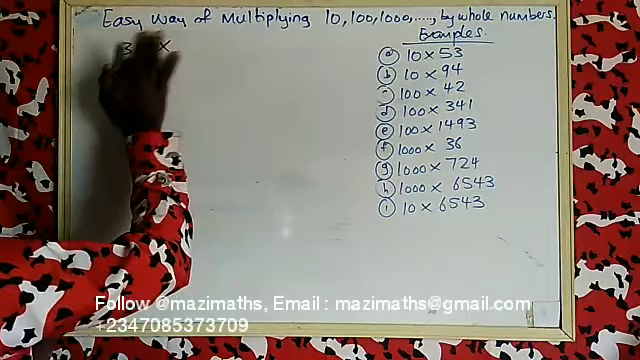 Easy way of Multiplying 10,100,1000,....., by whole numbers.
Examples.
3 x
a 10 x 53
b 10 x 94
c 100 x 42
d 100 x 341
e 100 x 1493
f 1000 x 36
g 1000 x 724
h 1000 x 6543
i 10 x 6543
Follow @mazimaths, Email : mazimaths@gmail.com
+2347085373709